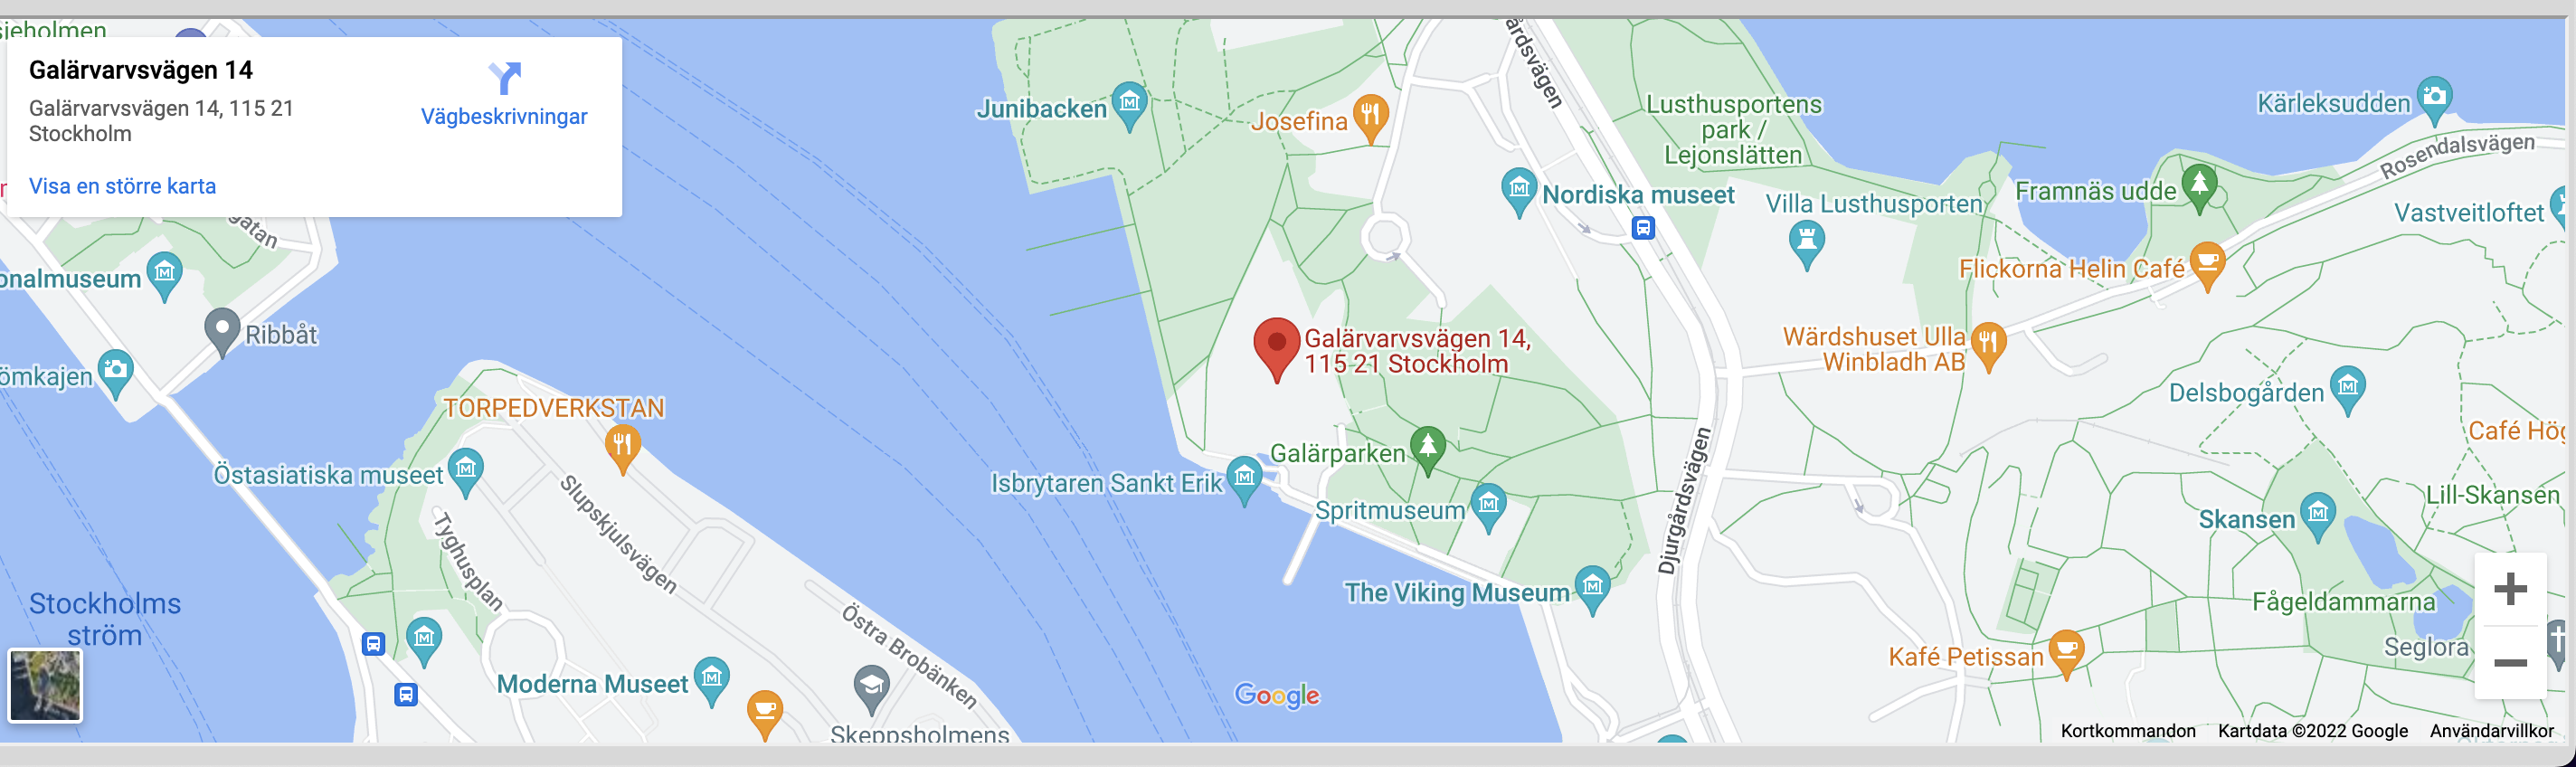 Galärvarvsvägen 14
Galärvarvsvägen 14, 115 21
Stockholm
Vägbeskrivningar
Visa en större karta
Junibacken
Josefina
Lusthusportens
park /
Lejonslätten
Kärleksudden
Rosendalsvägen
Nordiska museet
Villa Lusthusporten
Framnäs udde
Vastveitloftet
Flickorna Helin Café
onalmuseum
Ribbåt
ömkajen
Galärvarvsvägen 14,
115 21 Stockholm
Wärdshuset Ulla
Winbladh AB
Delsbogården
Café Hög
TORPEDVERKSTAN
Östasiatiska museet
Slupskjulsvägen
Tyghusplan
Isbrytaren Sankt Erik
Galärparken
Spritmuseum
Djurgårdsvägen
Lill-Skansen
Skansen
The Viking Museum
Fågeldammarna
Stockholms
ström
Östra Brobänken
Moderna Museet
Skeppsholmens
Kafé Petissan
Seglora
Google
Kortkommandon
Kartdata ©2022 Google
Användarvillkor